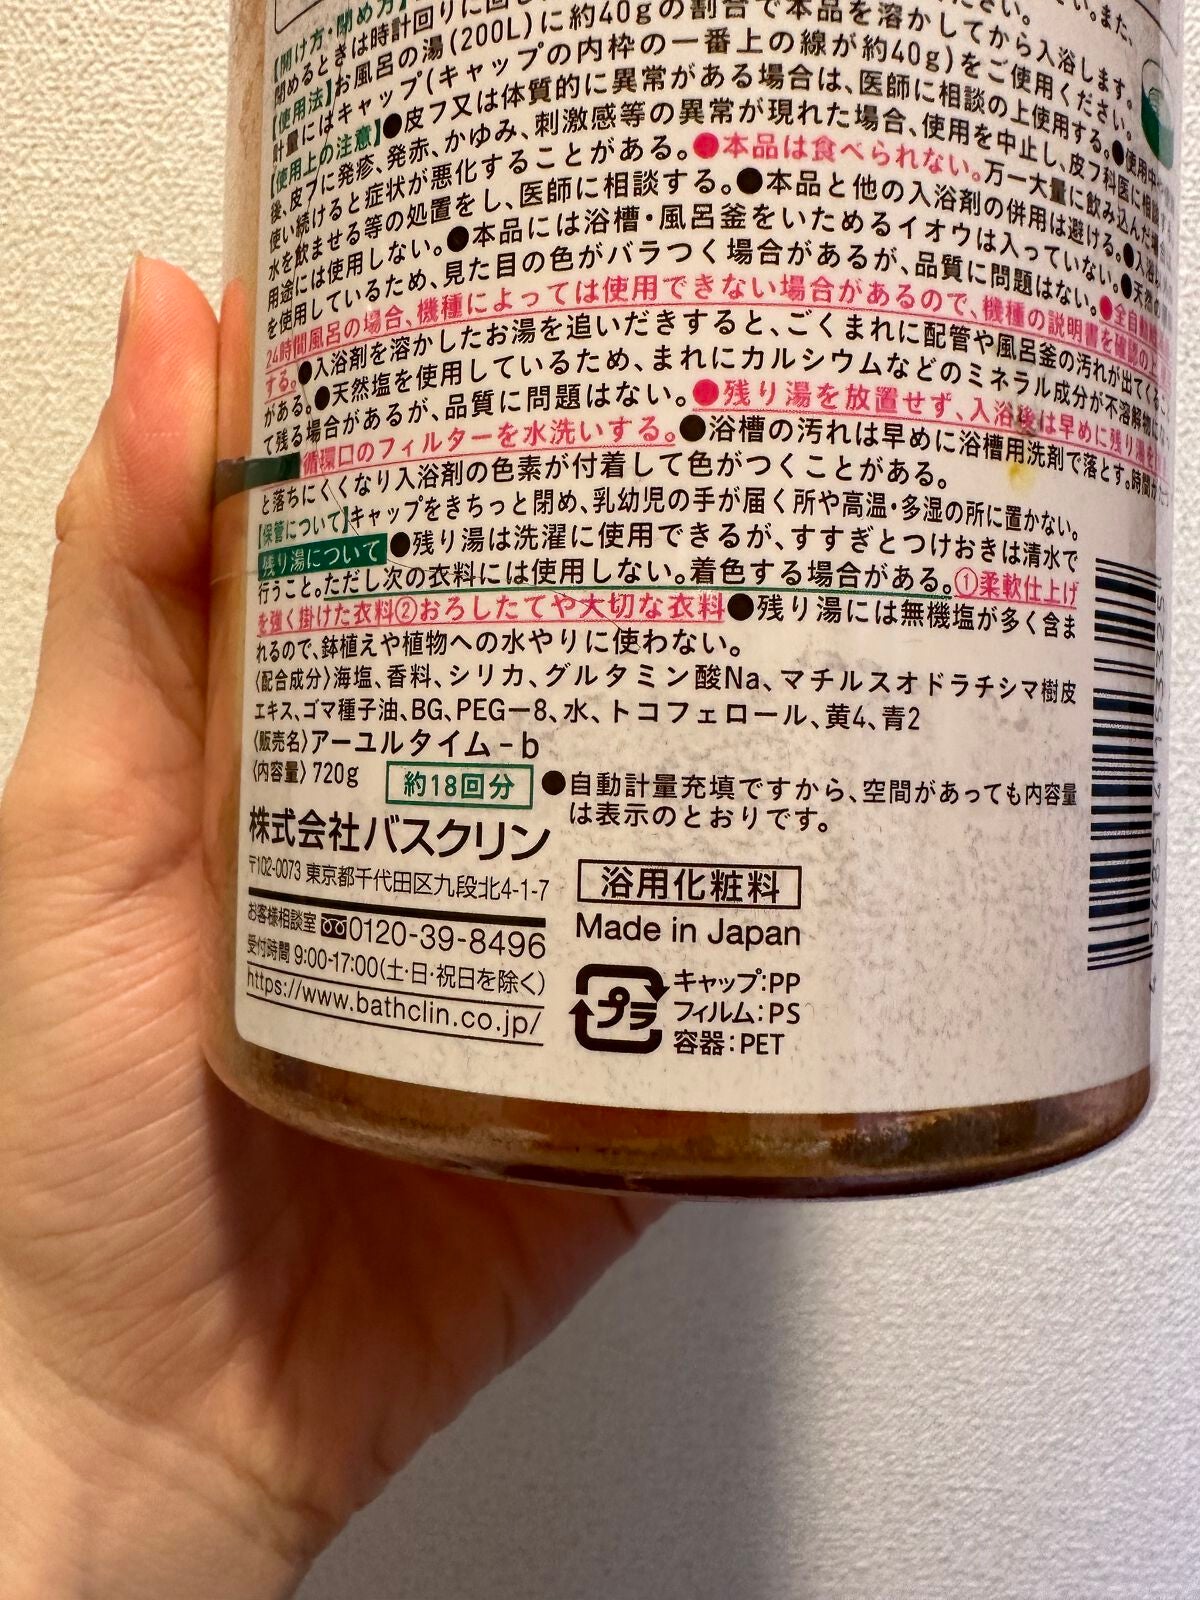 ださい。また、
【開け方・閉め方】
閉めるときは時計回りに回し
ださい。
【使用法】お風呂の湯(200L)に約40gの割合で本品を溶かしてから入浴します。
計量にはキャップ(キャップの内枠の一番上の線が約40g)をご使用ください。
【使用上の注意】●皮フ又は体質的に異常がある場合は、医師に相談の上使用する。●使用中や
後、皮フに発疹、発赤、かゆみ、刺激感等の異常が現れた場合、使用を中止し、皮フ科医に相談
使い続けると症状が悪化することがある。●本品は食べられない。万一大量に飲み込んだ場
水を飲ませる等の処置をし、医師に相談する。●本品と他の入浴剤の併用は避ける。●入浴
用途には使用しない。●本品には浴槽・風呂釜をいためるイオウは入っていない。●天然
を使用しているため、見た目の色がバラつく場合があるが、品質に問題はない。●全自動
24時間風呂の場合、機種によっては使用できない場合があるので、機種の説明書を確認の上
する。●入浴剤を溶かしたお湯を追いだきすると、ごくまれに配管や風呂釜の汚れが出てくる
がある。●天然塩を使用しているため、まれにカルシウムなどのミネラル成分が不溶解物
て残る場合があるが、品質に問題はない。●残り湯を放置せず、入浴後は早めに残り湯を
循環口のフィルターを水洗いする。●浴槽の汚れは早めに浴槽用洗剤で落とす。時間が
と落ちにくくなり入浴剤の色素が付着して色がつくことがある。
【保管について】キャップをきちっと閉め、乳幼児の手が届く所や高温・多湿の所に置かない。
残り湯について ●残り湯は洗濯に使用できるが、すすぎとつけおきは清水で
行うこと。ただし次の衣料には使用しない。着色する場合がある。①柔軟仕上げ
を強く掛けた衣料②おろしたてや大切な衣料●残り湯には無機塩が多く含ま
れるので、鉢植えや植物への水やりに使わない。
〈配合成分〉海塩、香料、シリカ、グルタミン酸Na、マチルスオドラチシマ樹皮
エキス、ゴマ種子油、BG、PEGー8、水、トコフェロール、黄4、青2
〈販売名〉アーユルタイム-b
〈内容量〉720g 約18回分 ●自動計量充填ですから、空間があっても内容量
は表示のとおりです。
株式会社バスクリン
〒102-0073 東京都千代田区九段北4-1-7
お客様相談室 0120-39-8496
受付時間 9:00-17:00(土・日・祝日を除く)
https://www.bathclin.co.jp/
浴用化粧料
Made in Japan
プラ
キャップ:PP
フィルム:PS
容器:PET